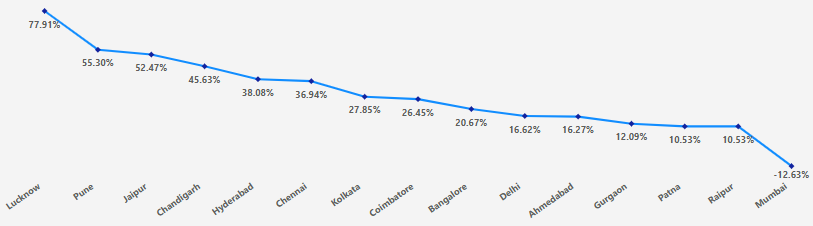 77.91%
55.30%
52.47%
45.63%
38.08%
36.94%
27.85%
26.45%
20.67%
16.62%
16.27%
12.09%
10.53%
10.53%
-12.63%
Lucknow
Pune
Jaipur
Chandigarh
Hyderabad
Chennai
Kolkata
Coimbatore
Bangalore
Delhi
Ahmedabad
Gurgaon
Patna
Raipur
Mumbai